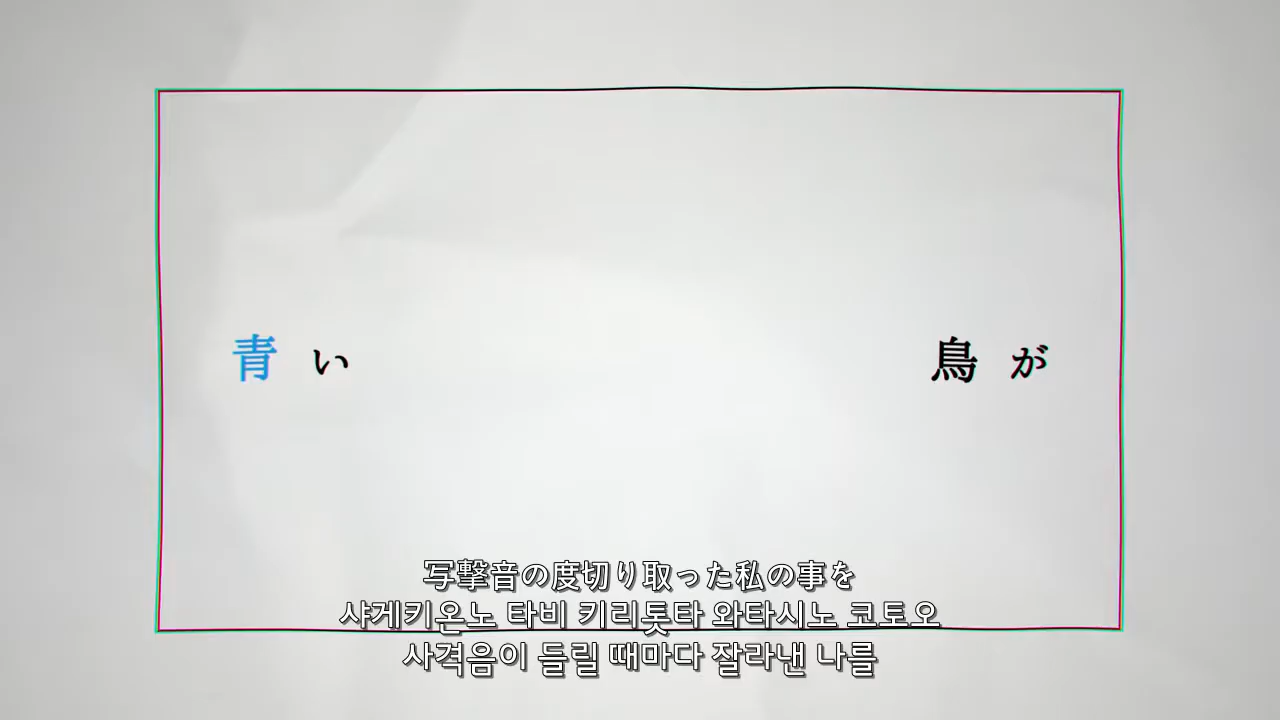 青い 鳥が
写撃音の度切り取った私の事を
샤게키온노 타비 키리톳타 와타시노 코토오
사격음이 들릴 때마다 잘라낸 나를